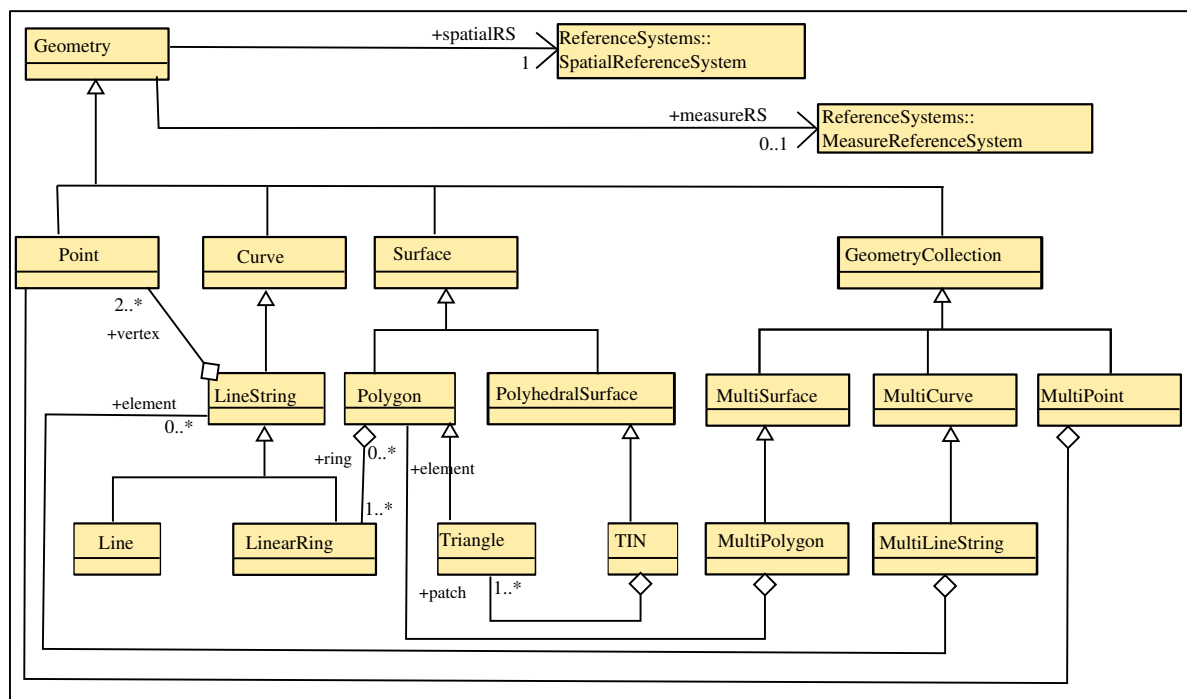 Geometry
+spatialRS
1
ReferenceSystems::
SpatialReferenceSystem
+measureRS
0..1
ReferenceSystems::
MeasureReferenceSystem
Point
Curve
Surface
GeometryCollection
2..*
+vertex
LineString
Polygon
PolyhedralSurface
MultiSurface
MultiCurve
MultiPoint
+element
0..*
+ring
0..*
+element
1..*
Line
LinearRing
Triangle
TIN
MultiPolygon
MultiLineString
+patch
1..*